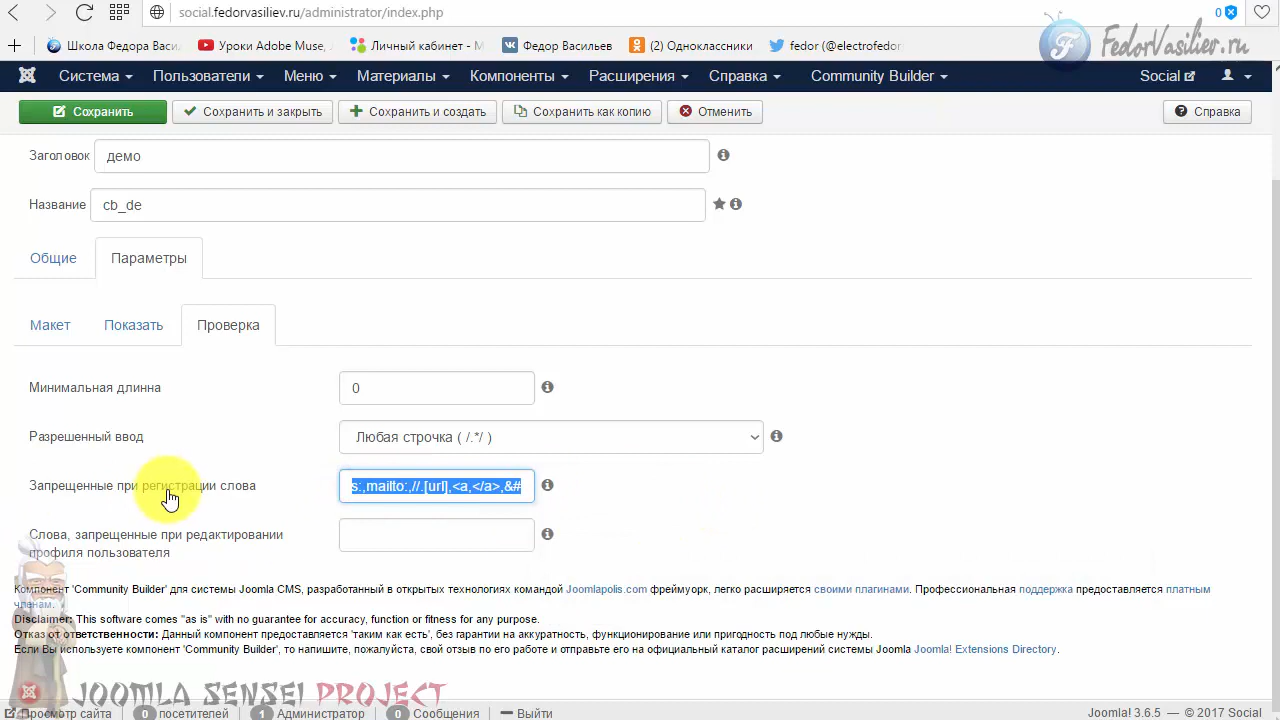 social.fedorvasiliev.ru/administrator/index.php
0
Школа Федора Васи.
Уроки Adobe Muse,
Личный кабинет - М
Федор Васильев
(2) Одноклассники
fedor (@electrofedor
FedorVasiliev.ru
Система
Пользователи
Меню
Материалы
Компоненты
Расширения
Справка
Community Builder
Social
Сохранить
Сохранить и закрыть
Сохранить и создать
Сохранить как копию
Отменить
Справка
Заголовок
демо
Название
cb_de
Общие
Параметры
Макет
Показать
Проверка
Минимальная длинна
0
Разрешенный ввод
Любая строчка ( /.*/ )
Запрещенные при регистрации слова
s:,mailto:,//.[url],<a,</a>,&#
Слова, запрещенные при редактировании
профиля пользователя
Компонент 'Community Builder' для системы Joomla CMS, разработанный в открытых технологиях командой Joomlapolis.com фреймуорк, легко расширяется своими плагинами. Профессиональная поддержка предоставляется платным
членам.
Disclaimer: This software comes "as is" with no guarantee for accuracy, function or fitness for any purpose.
Отказ от ответственности: Данный компонент предоставляется 'таким как есть', без гарантии на аккуратность, функционирование или пригодность под любые нужды.
Если Вы используете компонент 'Community Builder', то напишите, пожалуйста, свой отзыв по его работе и отправьте его на официальный каталог расширений системы Joomla Joomla! Extensions Directory.
JOOMLA SENSEI PROJECT
Просмотр сайта
0 посетителей
1 Администратор
0 Сообщения
Выйти
Joomla! 3.6.5 — © 2017 Social